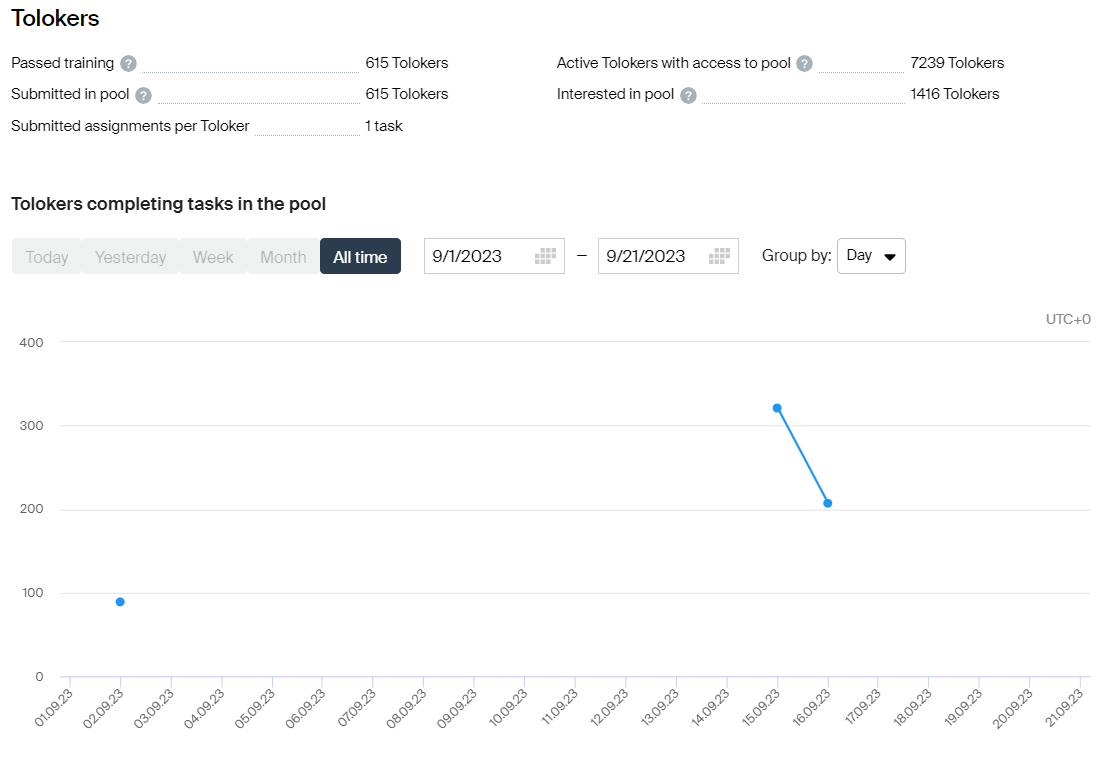 Tolokers
Passed training ? 615 Tolokers Active Tolokers with access to pool ? 7239 Tolokers
Submitted in pool ? 615 Tolokers Interested in pool ? 1416 Tolokers
Submitted assignments per Toloker 1 task
Tolokers completing tasks in the pool
Today Yesterday Week Month All time 9/1/2023 – 9/21/2023 Group by: Day
UTC+0
400
300
200
100
0
01.09.23 02.09.23 03.09.23 04.09.23 05.09.23 06.09.23 07.09.23 08.09.23 09.09.23 10.09.23 11.09.23 12.09.23 13.09.23 14.09.23 15.09.23 16.09.23 17.09.23 18.09.23 19.09.23 20.09.23 21.09.23